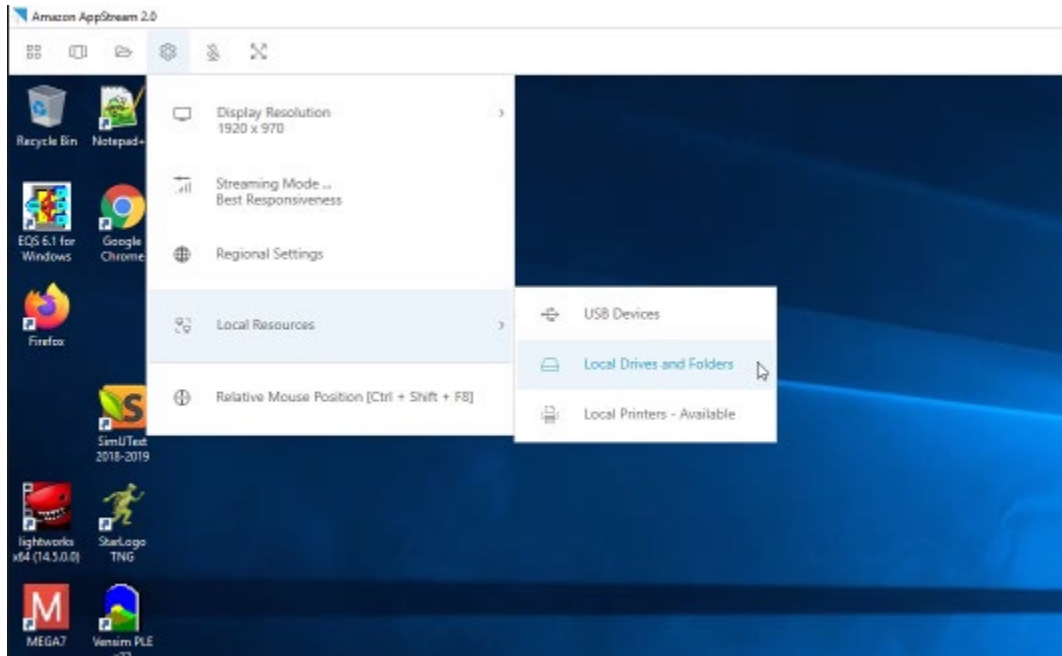 Amazon AppStream 2.0
Display Resolution
1920 x 970
Streaming Mode ...
Best Responsiveness
Regional Settings
Local Resources
Relative Mouse Position [Ctrl + Shift + F8]
USB Devices
Local Drives and Folders
Local Printers - Available
Recycle Bin
Notepad+
EQS 6.1 for
Windows
Google
Chrome
Firefox
SimUText
2018-2019
lightworks
x64 (14.5.0.0)
StarLogo
TNG
MEGA7
Vensim PLE